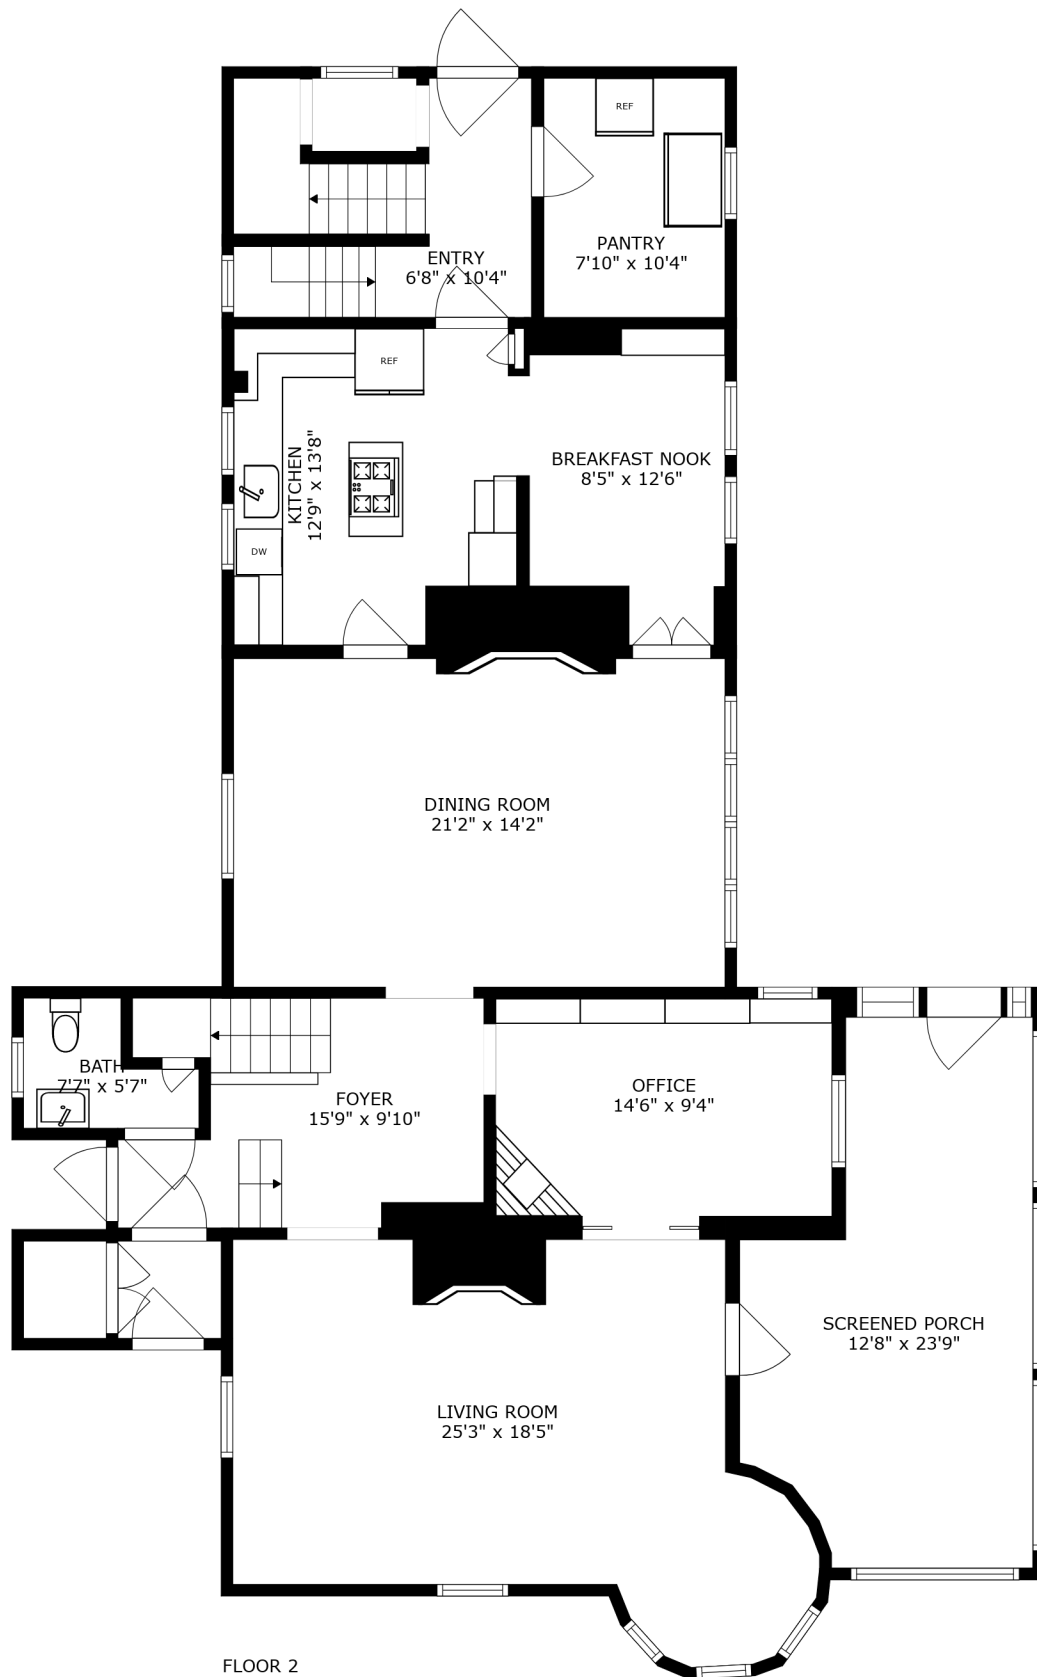 REF
PANTRY
7'10" x 10'4"
ENTRY
6'8" x 10'4"
REF
KITCHEN
12'9" x 13'8"
BREAKFAST NOOK
8'5" x 12'6"
DW
DINING ROOM
21'2" x 14'2"
BATH
7'7" x 5'7"
FOYER
15'9" x 9'10"
OFFICE
14'6" x 9'4"
SCREENED PORCH
12'8" x 23'9"
LIVING ROOM
25'3" x 18'5"
FLOOR 2